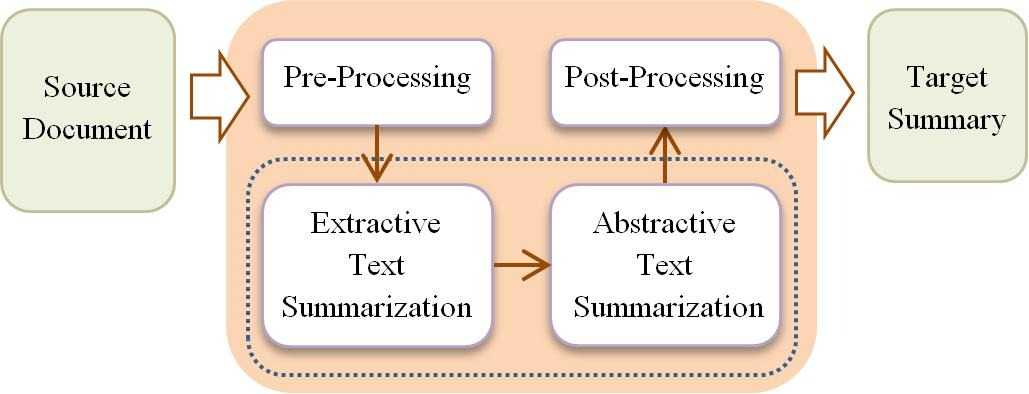 Source
Document
Pre-Processing
Post-Processing
Target
Summary
Extractive
Text
Summarization
Abstractive
Text
Summarization